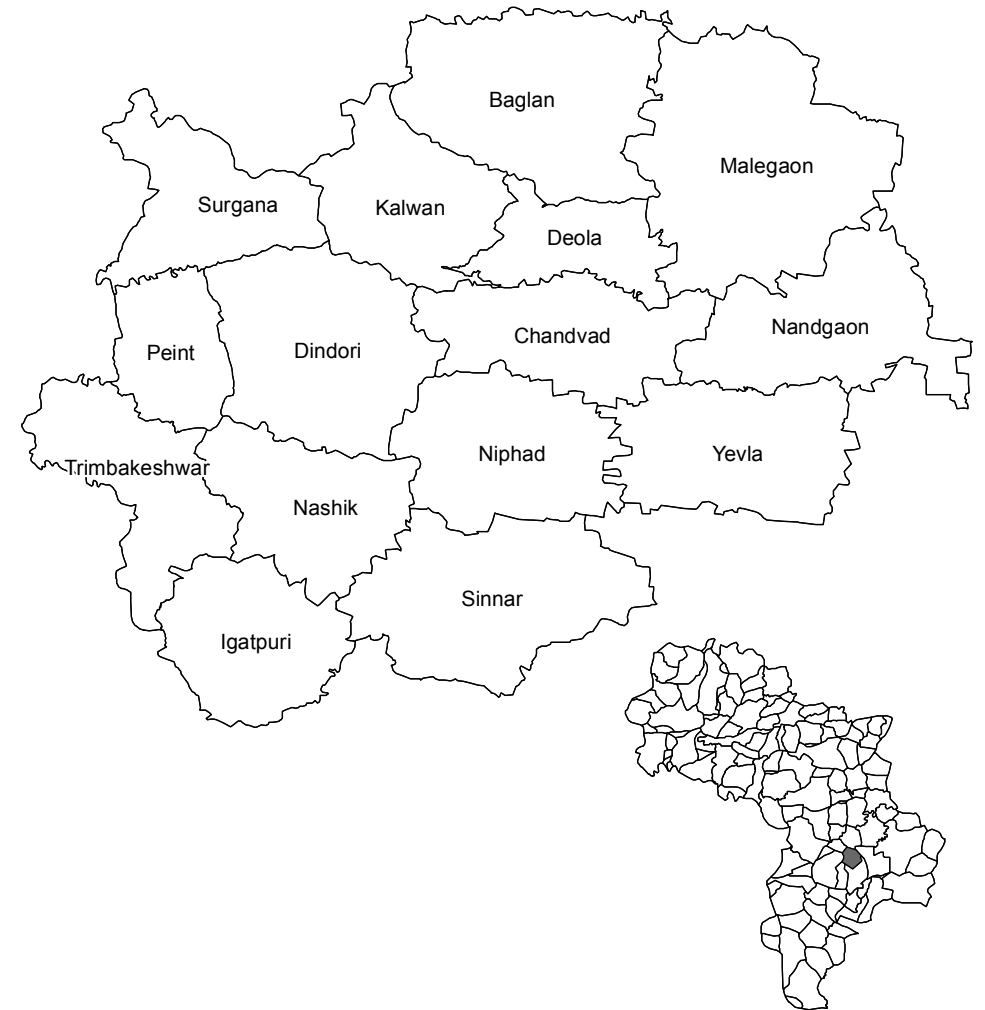 Baglan
Malegaon
Surgana
Kalwan
Deola
Nandgaon
Chandvad
Peint
Dindori
Niphad
Yevla
Trimbakeshwar
Nashik
Sinnar
Igatpuri